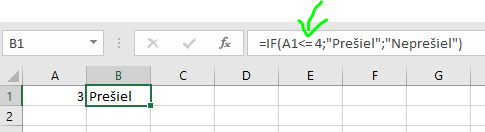 B1 fx =IF(A1<=4;"Prešiel";"Neprešiel")
A B C D E F G
1 3 Prešiel
2